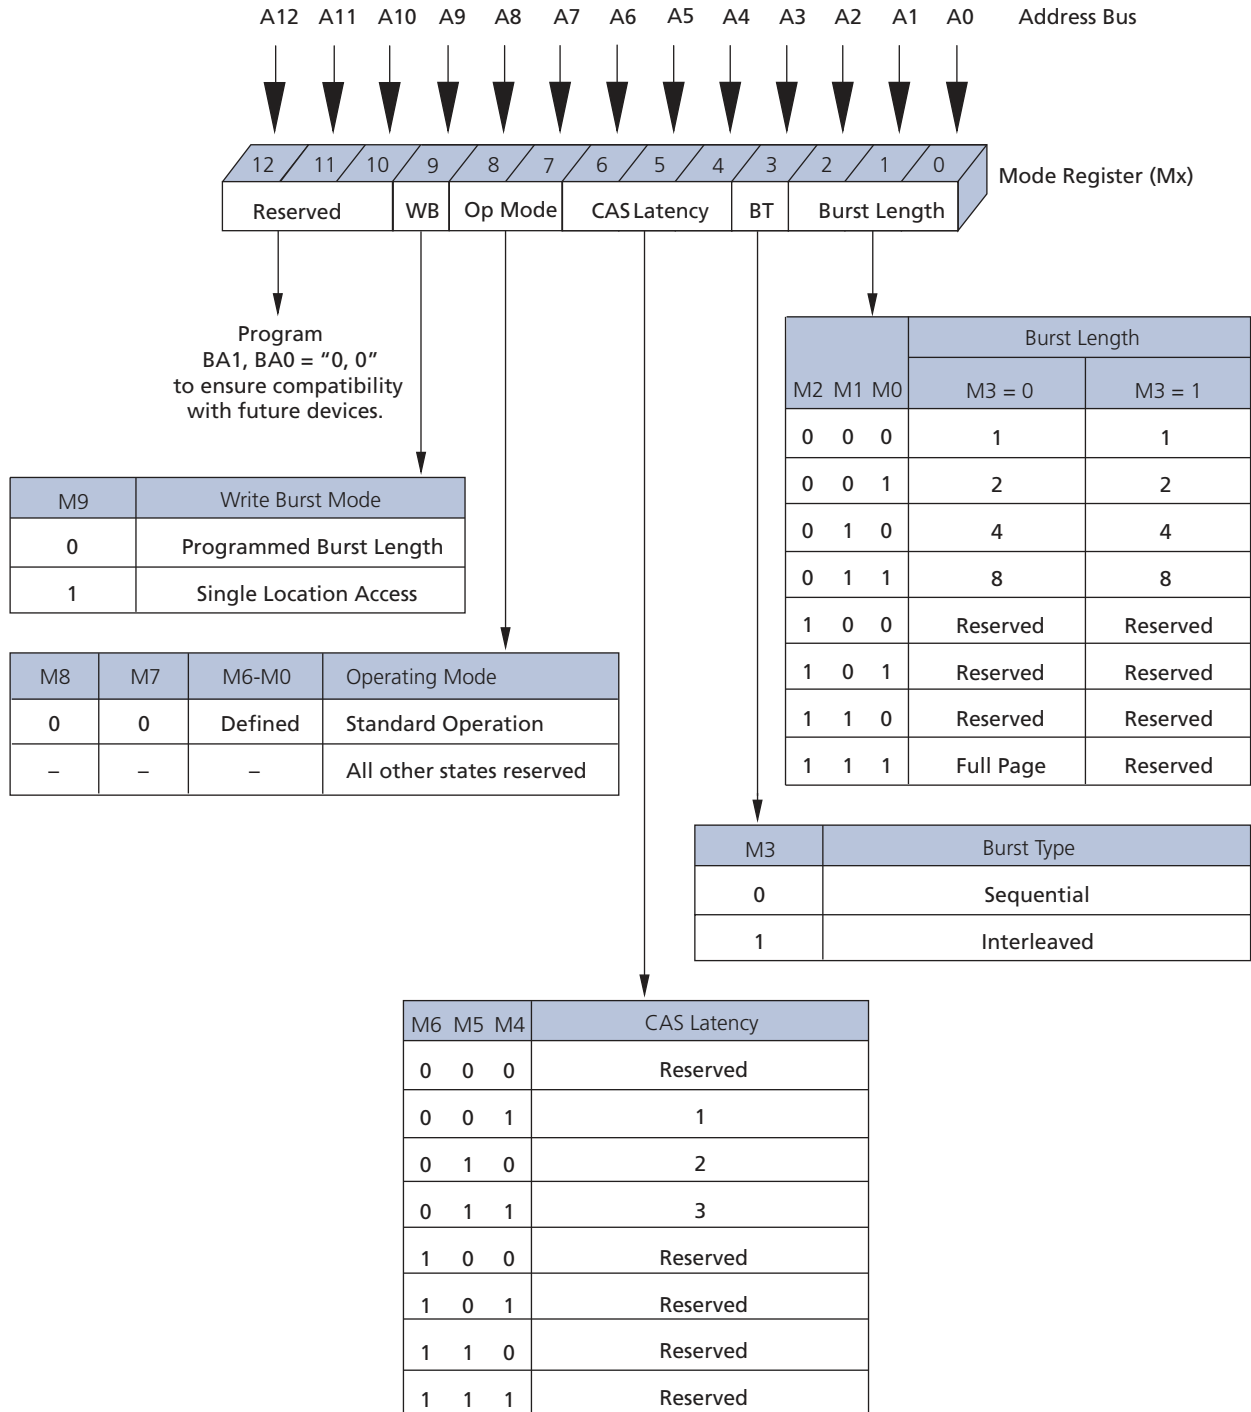 A12 A11 A10 A9 A8 A7 A6 A5 A4 A3 A2 A1 A0 Address Bus
12 11 10 9 8 7 6 5 4 3 2 1 0
Mode Register (Mx)
Reserved WB Op Mode CAS Latency BT Burst Length
Program
BA1, BA0 = “0, 0”
to ensure compatibility
with future devices.
Burst Length
M2 M1 M0 M3 = 0 M3 = 1
0 0 0 1 1
0 0 1 2 2
0 1 0 4 4
0 1 1 8 8
1 0 0 Reserved Reserved
1 0 1 Reserved Reserved
1 1 0 Reserved Reserved
1 1 1 Full Page Reserved
M9 Write Burst Mode
0 Programmed Burst Length
1 Single Location Access
M8 M7 M6-M0 Operating Mode
0 0 Defined Standard Operation
– – – All other states reserved
M3 Burst Type
0 Sequential
1 Interleaved
M6 M5 M4 CAS Latency
0 0 0 Reserved
0 0 1 1
0 1 0 2
0 1 1 3
1 0 0 Reserved
1 0 1 Reserved
1 1 0 Reserved
1 1 1 Reserved